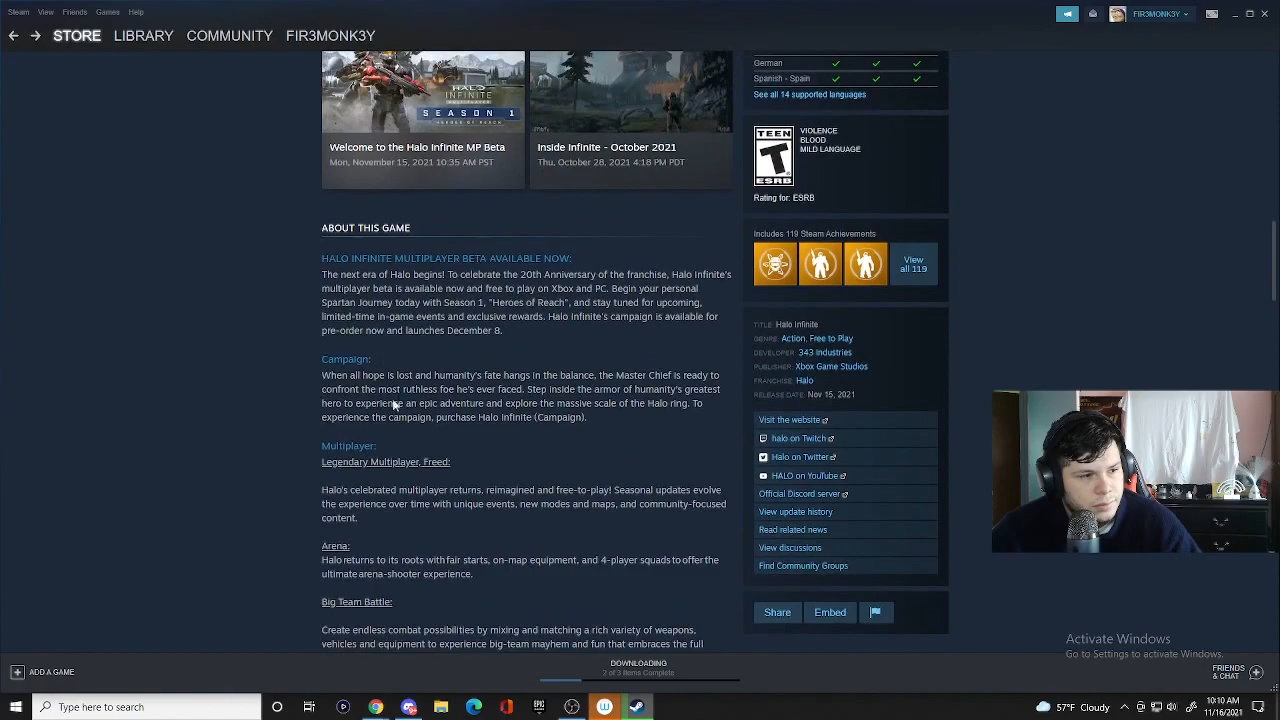 Steam View Friends Games Help
FIR3MONK3Y
STORE LIBRARY COMMUNITY FIR3MONK3Y
HALO
INFINITE
MULTIPLAYER
SEASON 1
HEROES OF REACH
Welcome to the Halo Infinite MP Beta
Mon, November 15, 2021 10:35 AM PST
Inside Infinite - October 2021
Thu, October 28, 2021 4:18 PM PDT
ABOUT THIS GAME
HALO INFINITE MULTIPLAYER BETA AVAILABLE NOW:
The next era of Halo begins! To celebrate the 20th Anniversary of the franchise, Halo Infinite's
multiplayer beta is available now and free to play on Xbox and PC. Begin your personal
Spartan Journey today with Season 1, "Heroes of Reach", and stay tuned for upcoming,
limited-time in-game events and exclusive rewards. Halo Infinite's campaign is available for
pre-order now and launches December 8.
Campaign:
When all hope is lost and humanity's fate hangs in the balance, the Master Chief is ready to
confront the most ruthless foe he's ever faced. Step inside the armor of humanity's greatest
hero to experience an epic adventure and explore the massive scale of the Halo ring. To
experience the campaign, purchase Halo Infinite (Campaign).
Multiplayer:
Legendary Multiplayer, Freed:
Halo's celebrated multiplayer returns, reimagined and free-to-play! Seasonal updates evolve
the experience over time with unique events, new modes and maps, and community-focused
content.
Arena:
Halo returns to its roots with fair starts, on-map equipment, and 4-player squads to offer the
ultimate arena-shooter experience.
Big Team Battle:
Create endless combat possibilities by mixing and matching a rich variety of weapons,
vehicles and equipment to experience big-team mayhem and fun that embraces the full
German
Spanish - Spain
See all 14 supported languages
TEEN
T
ESRB
VIOLENCE
BLOOD
MILD LANGUAGE
Rating for: ESRB
Includes 119 Steam Achievements
View
all 119
TITLE: Halo Infinite
GENRE: Action, Free to Play
DEVELOPER: 343 Industries
PUBLISHER: Xbox Game Studios
FRANCHISE: Halo
RELEASE DATE: Nov 15, 2021
Visit the website
halo on Twitch
Halo on Twitter
HALO on YouTube
Official Discord server
View update history
Read related news
View discussions
Find Community Groups
Share Embed
Activate Windows
Go to Settings to activate Windows.
ADD A GAME
DOWNLOADING
2 of 3 Items Complete
FRIENDS
& CHAT
Type here to search
EPIC
57°F Cloudy
10:10 AM
11/16/2021